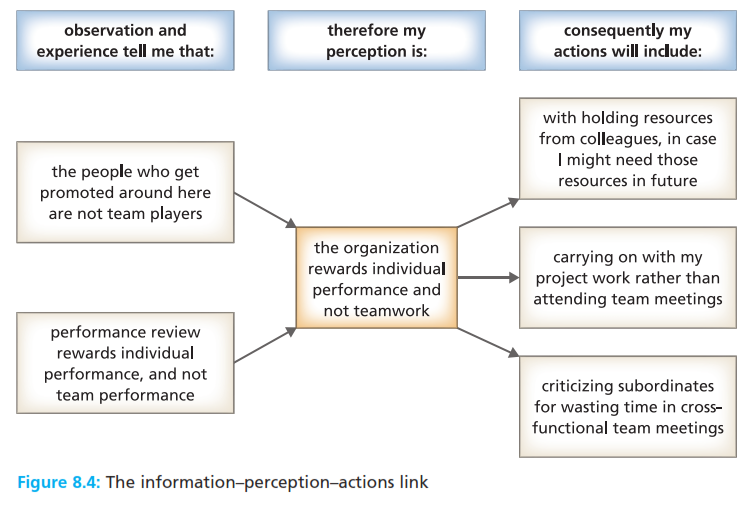 observation and
experience tell me that:
therefore my
perception is:
consequently my
actions will include:
the people who get
promoted around here
are not team players
performance review
rewards individual
performance, and not
team performance
the organization
rewards individual
performance and
not teamwork
with holding resources
from colleagues, in case
I might need those
resources in future
carrying on with my
project work rather than
attending team meetings
criticizing subordinates
for wasting time in cross-
functional team meetings
Figure 8.4: The information–perception–actions link